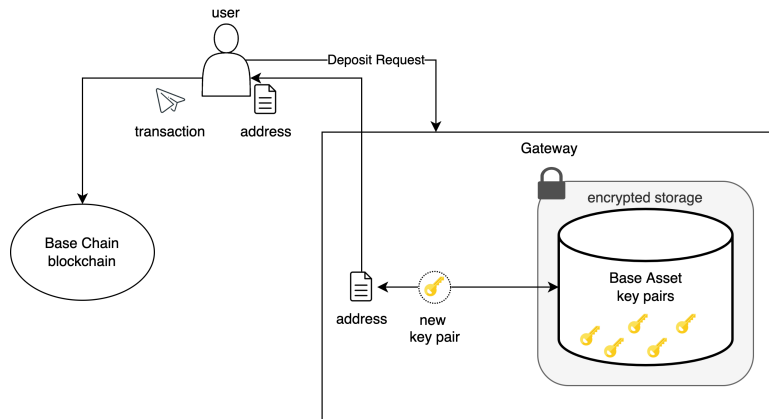 user
Deposit Request
transaction
address
Gateway
encrypted storage
Base Chain
blockchain
Base Asset
key pairs
address
new
key pair